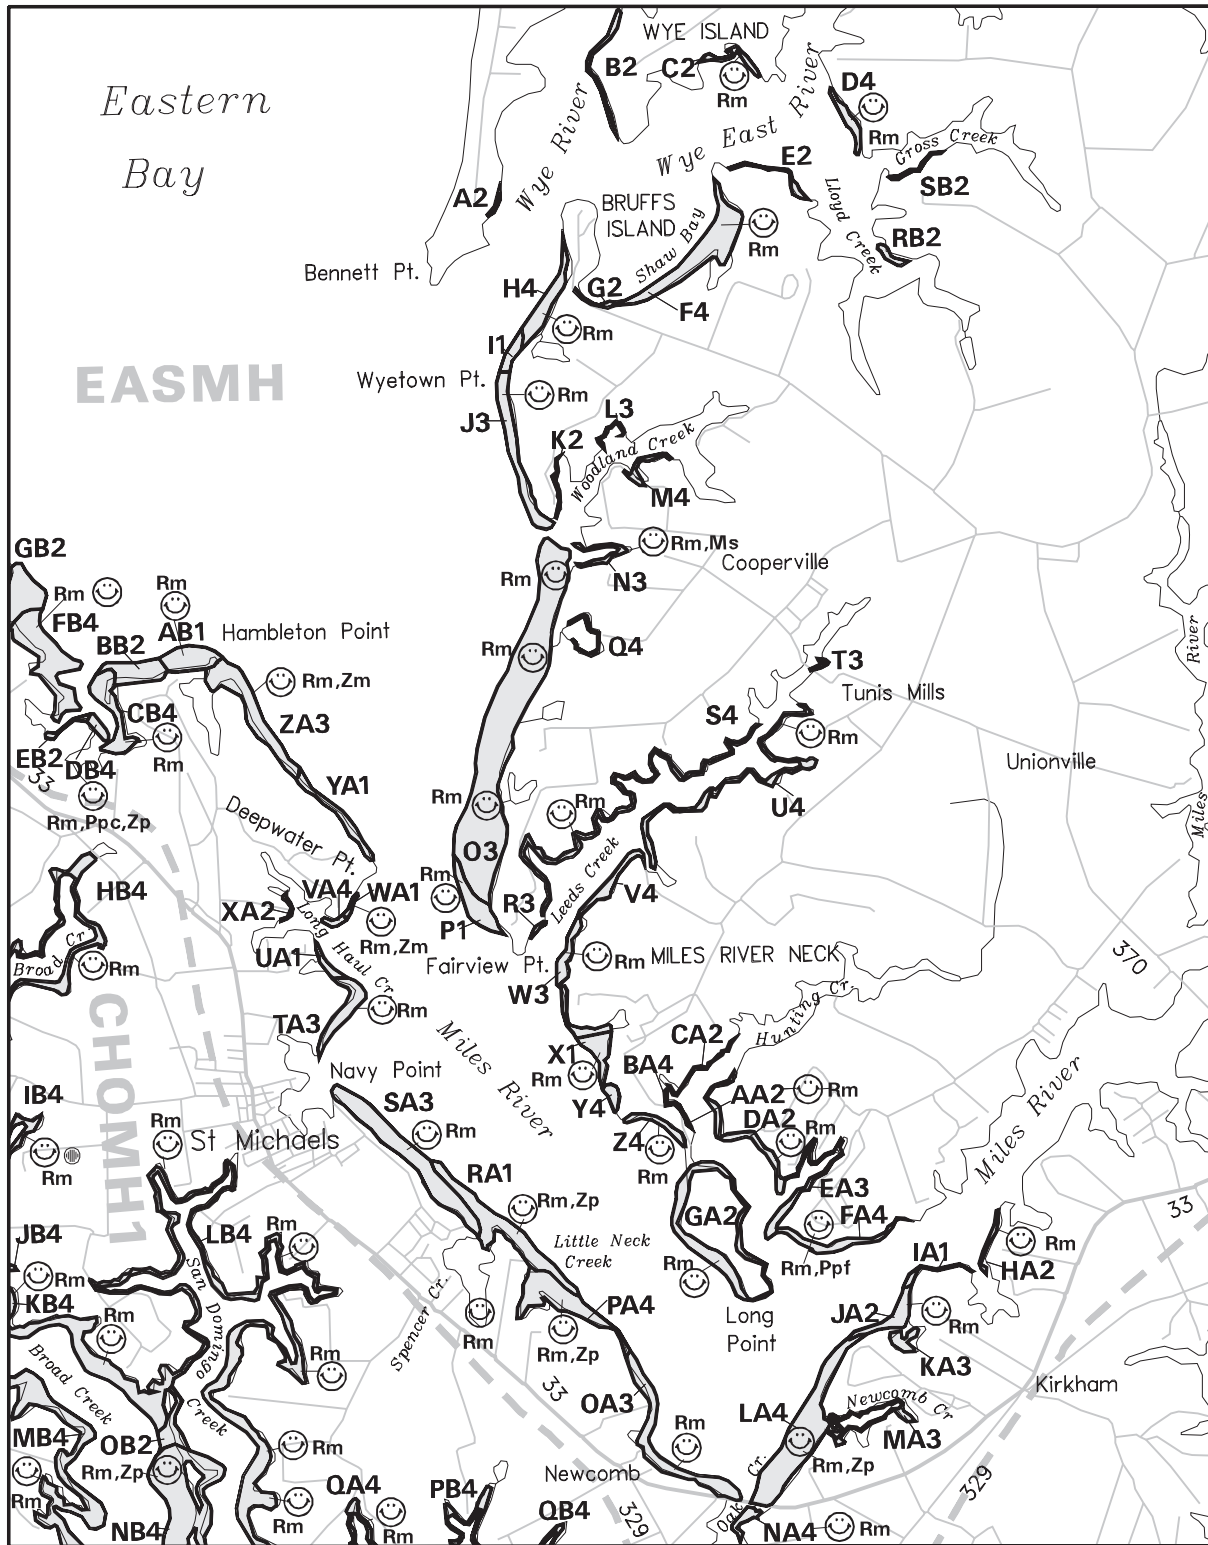 WYE ISLAND
B2
C2
Rm
River
D4
Rm
Eastern
Bay
Wye River
Wye East
Gross Creek
E2
SB2
A2
Lloyd Creek
BRUFFS
ISLAND
Shaw Bay
Rm
RB2
Bennett Pt.
H4
G2
F4
Rm
I1
EASMH
Wyetown Pt.
Rm
J3
L3
K2
Woodland Creek
M4
GB2
Rm,Ms
Cooperville
Rm
N3
Rm
Rm
FB4
AB1
Hambleton Point
BB2
Q4
Rm
River
T3
Rm,Zm
Tunis Mills
CB4
ZA3
S4
Rm
EB2
DB4
Rm
33
Unionville
YA1
U4
Rm
Rm
Miles
Rm,Ppc,Zp
Deepwater Pt.
O3
Leeds Creek
Rm
HB4
VA4
WA1
V4
XA2
R3
P1
Long Haul Cr
Broad Cr
Rm
Rm,Zm
UA1
Fairview Pt.
Rm
MILES RIVER NECK
370
W3
Hunting Cr.
CHOMH1
Rm
TA3
Miles River
CA2
X1
BA4
Navy Point
Rm
Miles River
IB4
SA3
Y4
AA2
Rm
DA2
Rm
Rm
St Michaels
Rm
Z4
Rm
Rm
RA1
EA3
Rm,Zp
GA2
FA4
33
JB4
LB4
Rm
Little Neck
Creek
Rm
Rm,Ppf
IA1
HA2
Rm
San Domingo
Creek
Rm
KB4
Rm
Spencer Cr.
Rm
PA4
Long
Point
JA2
Rm
Rm,Zp
Broad Creek
Rm
KA3
33
Kirkham
OA3
Newcomb Cr
LA4
MB4
OB2
Rm
Rm
MA3
Rm,Zp
Cr.
Rm,Zp
Newcomb
Rm
QA4
PB4
329
Rm
Rm
QB4
329
Oak
NB4
NA4
Rm